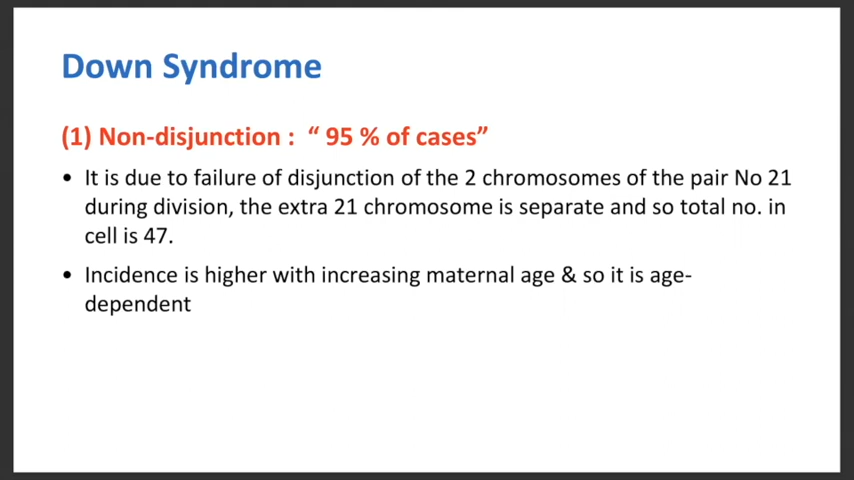 Down Syndrome
(1) Non-disjunction : “ 95 % of cases”
• It is due to failure of disjunction of the 2 chromosomes of the pair No 21
during division, the extra 21 chromosome is separate and so total no. in
cell is 47.
• Incidence is higher with increasing maternal age & so it is age-
dependent